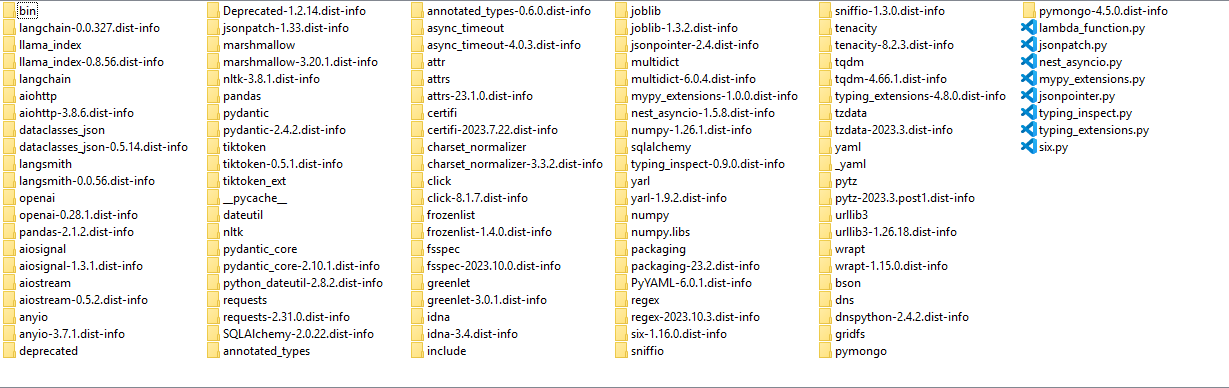 bin
langchain-0.0.327.dist-info
llama_index
llama_index-0.8.56.dist-info
langchain
aiohttp
aiohttp-3.8.6.dist-info
dataclasses_json
dataclasses_json-0.5.14.dist-info
langsmith
langsmith-0.0.56.dist-info
openai
openai-0.28.1.dist-info
pandas-2.1.2.dist-info
aiosignal
aiosignal-1.3.1.dist-info
aiostream
aiostream-0.5.2.dist-info
anyio
anyio-3.7.1.dist-info
deprecated
Deprecated-1.2.14.dist-info
jsonpatch-1.33.dist-info
marshmallow
marshmallow-3.20.1.dist-info
nltk-3.8.1.dist-info
pandas
pydantic
pydantic-2.4.2.dist-info
tiktoken
tiktoken-0.5.1.dist-info
tiktoken_ext
__pycache__
dateutil
nltk
pydantic_core
pydantic_core-2.10.1.dist-info
python_dateutil-2.8.2.dist-info
requests
requests-2.31.0.dist-info
SQLAlchemy-2.0.22.dist-info
annotated_types
annotated_types-0.6.0.dist-info
async_timeout
async_timeout-4.0.3.dist-info
attr
attrs
attrs-23.1.0.dist-info
certifi
certifi-2023.7.22.dist-info
charset_normalizer
charset_normalizer-3.3.2.dist-info
click
click-8.1.7.dist-info
frozenlist
frozenlist-1.4.0.dist-info
fsspec
fsspec-2023.10.0.dist-info
greenlet
greenlet-3.0.1.dist-info
idna
idna-3.4.dist-info
include
joblib
joblib-1.3.2.dist-info
jsonpointer-2.4.dist-info
multidict
multidict-6.0.4.dist-info
mypy_extensions-1.0.0.dist-info
nest_asyncio-1.5.8.dist-info
numpy-1.26.1.dist-info
sqlalchemy
typing_inspect-0.9.0.dist-info
yarl
yarl-1.9.2.dist-info
numpy
numpy.libs
packaging
packaging-23.2.dist-info
PyYAML-6.0.1.dist-info
regex
regex-2023.10.3.dist-info
six-1.16.0.dist-info
sniffio
sniffio-1.3.0.dist-info
tenacity
tenacity-8.2.3.dist-info
tqdm
tqdm-4.66.1.dist-info
typing_extensions-4.8.0.dist-info
tzdata
tzdata-2023.3.dist-info
yaml
_yaml
pytz
pytz-2023.3.post1.dist-info
urllib3
urllib3-1.26.18.dist-info
wrapt
wrapt-1.15.0.dist-info
bson
dns
dnspython-2.4.2.dist-info
gridfs
pymongo
pymongo-4.5.0.dist-info
lambda_function.py
jsonpatch.py
nest_asyncio.py
mypy_extensions.py
jsonpointer.py
typing_inspect.py
typing_extensions.py
six.py